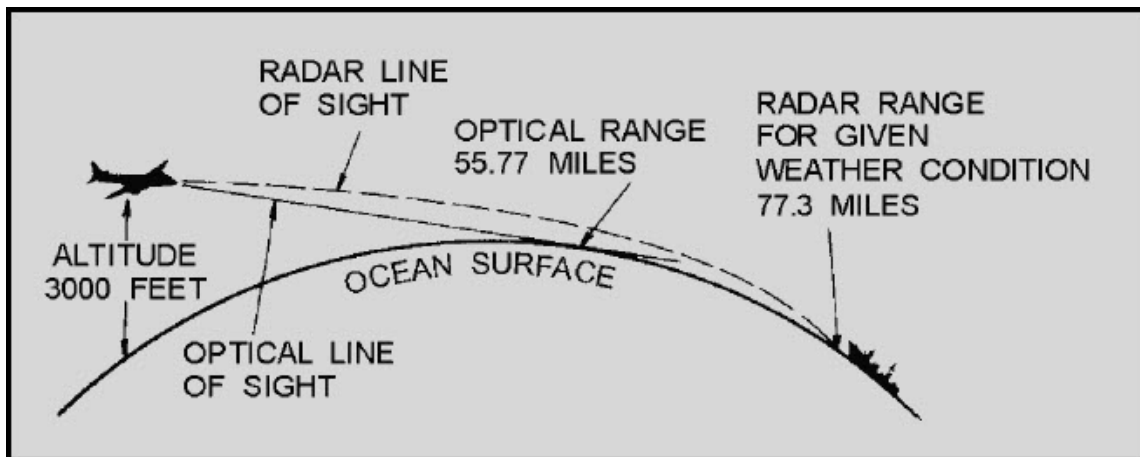 RADAR LINE
OF SIGHT
OPTICAL RANGE
55.77 MILES
RADAR RANGE
FOR GIVEN
WEATHER CONDITION
77.3 MILES
ALTITUDE
3000 FEET
OCEAN SURFACE
OPTICAL LINE
OF SIGHT